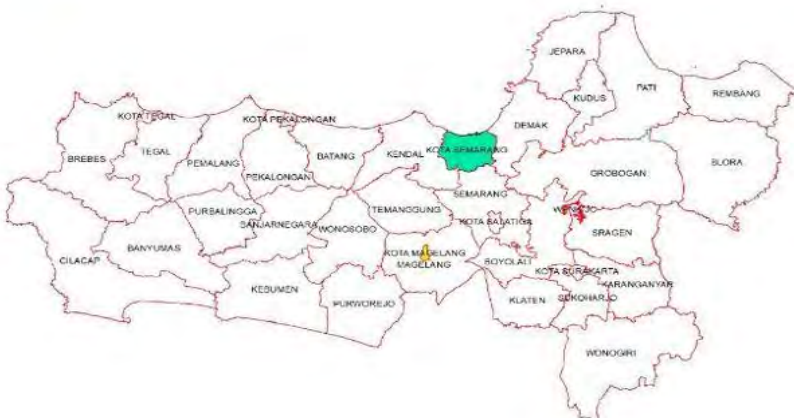 JEPARA
KUDUS
PATI
REMBANG
KOTA TEGAL
KOTA PEKALONGAN
DEMAK
BREBES
TEGAL
PEMALANG
PEKALONGAN
BATANG
KENDAL
KOTA SEMARANG
GROBOGAN
BLORA
SEMARANG
PURBALINGGA
BANJARNEGARA
WONOSOBO
TEMANGGUNG
KOTA SALATIGA
SRAGEN
CILACAP
BANYUMAS
KOTA MAGELANG
MAGELANG
BOYOLALI
KOTA SURAKARTA
KARANGANYAR
KEBUMEN
PURWOREJO
KLATEN
SUKOHARJO
WONOGIRI